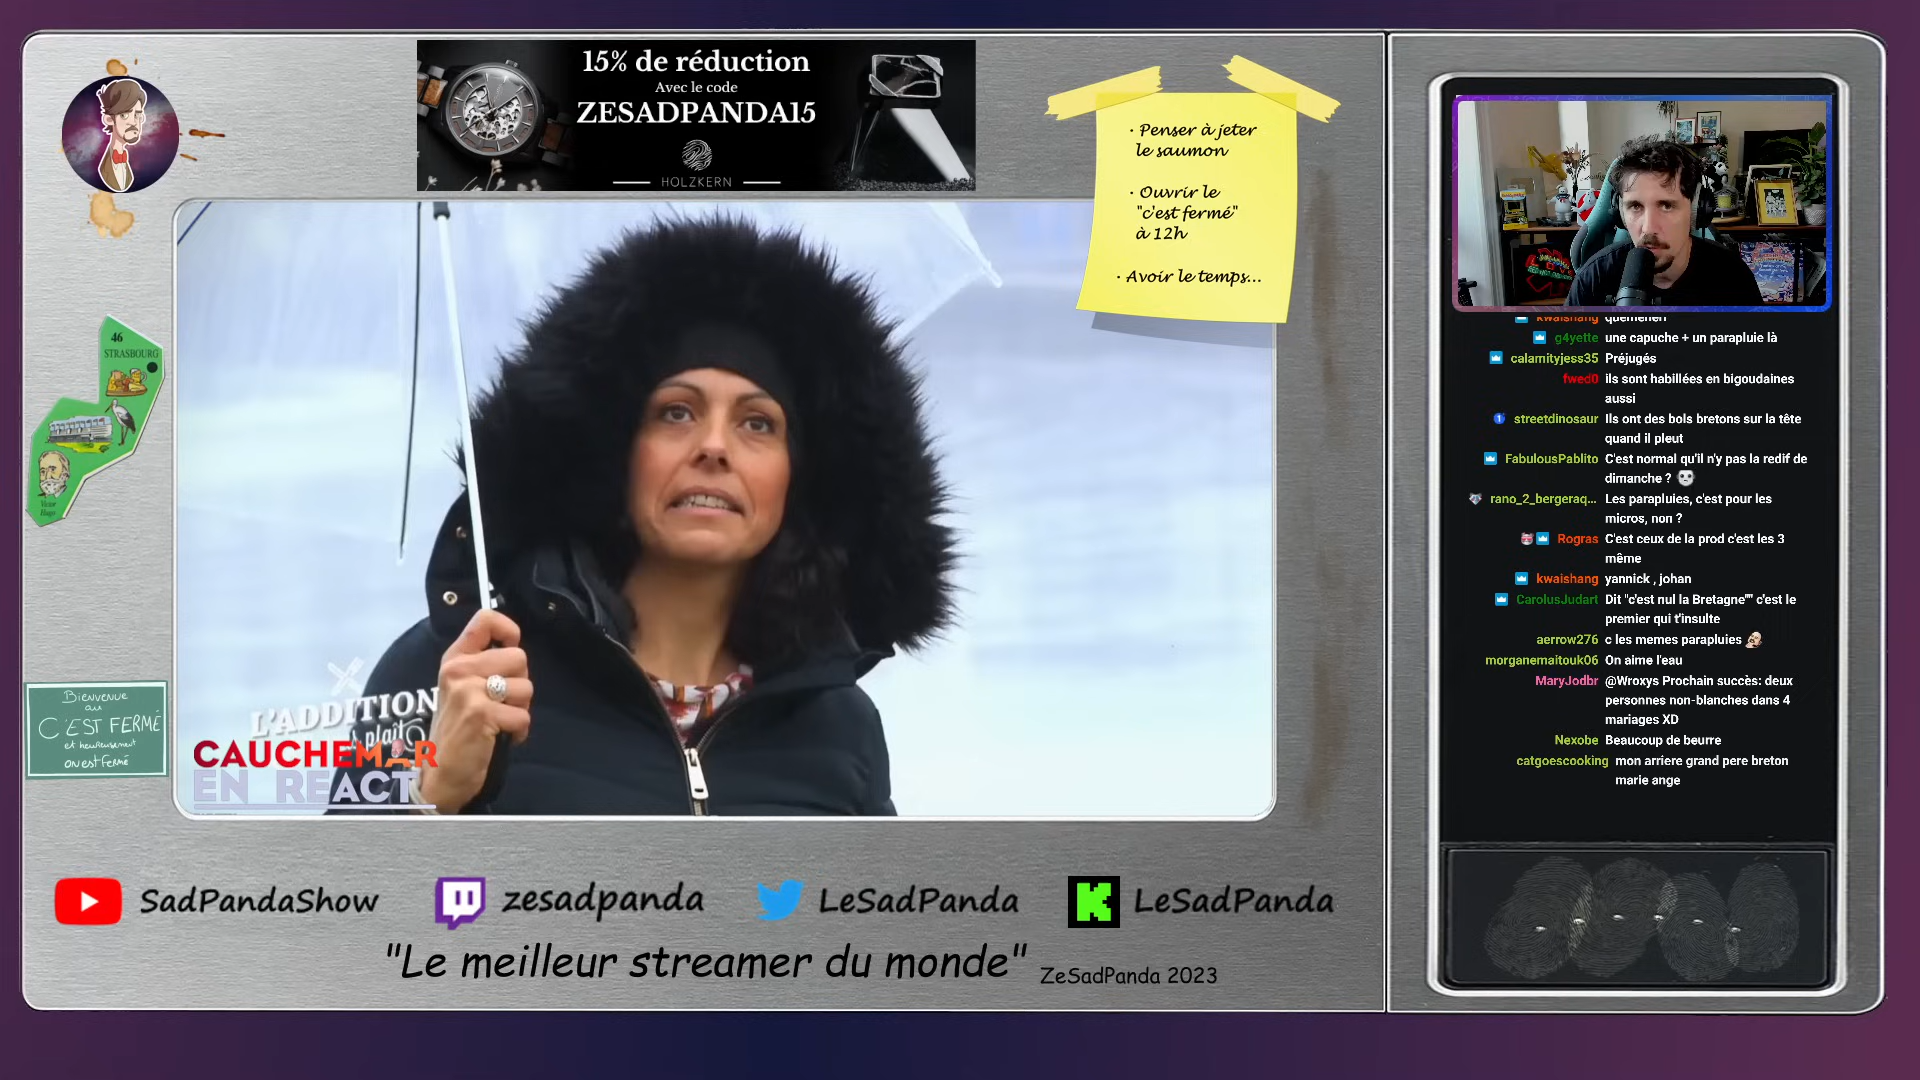 15% de réduction
Avec le code
ZESADPANDA15
HOLZKERN
· Penser à jeter
le saumon
· Ouvrir le
"c'est fermé"
à 12h
· Avoir le temps...
46
STRASBOURG
Victor
Hugo
Bienvenue
au
C'EST FERMÉ
et heureusement
on est fermé
L'ADDITION
s'il plaît
CAUCHEMAR
EN REACT
kwaishang quemener
g4yette une capuche + un parapluie là
calamityjess35 Préjugés
fwed0 ils sont habillées en bigoudaines
aussi
streetdinosaur Ils ont des bols bretons sur la tête
quand il pleut
FabulousPablito C'est normal qu'il n'y pas la redif de
dimanche ?
rano_2_bergeraq... Les parapluies, c'est pour les
micros, non ?
Rogras C'est ceux de la prod c'est les 3
même
kwaishang yannick , johan
CarolusJudart Dit "c'est nul la Bretagne"" c'est le
premier qui t'insulte
aerrow276 c les memes parapluies
morganemaitouk06 On aime l'eau
MaryJodbr @Wroxys Prochain succès: deux
personnes non-blanches dans 4
mariages XD
Nexobe Beaucoup de beurre
catgoescooking mon arriere grand pere breton
marie ange
SadPandaShow
zesadpanda
LeSadPanda
LeSadPanda
"Le meilleur streamer du monde" ZeSadPanda 2023